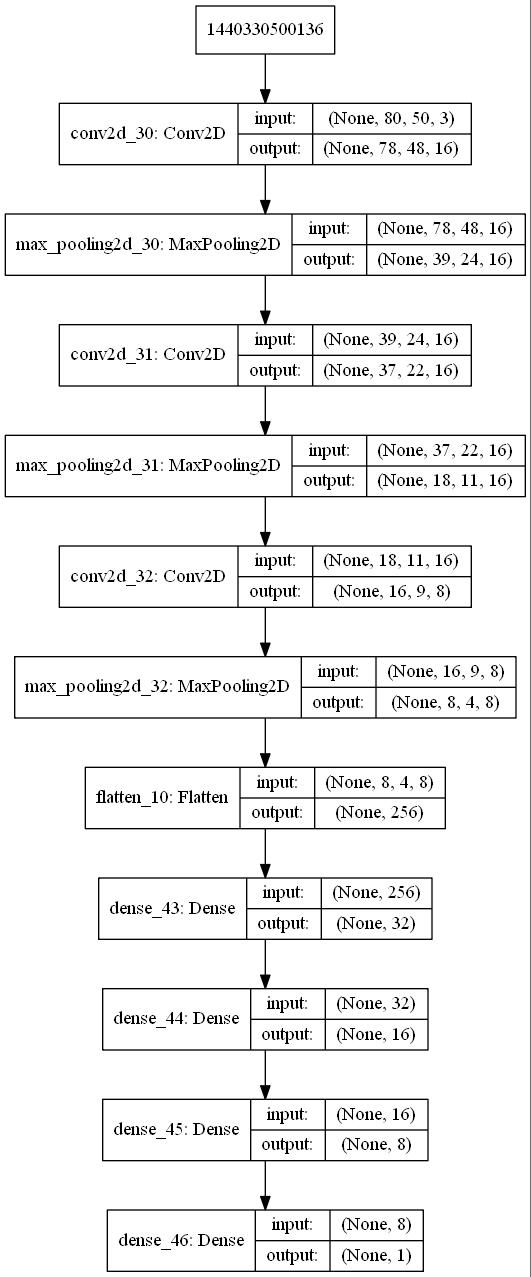 1440330500136
conv2d_30: Conv2D
input: (None, 80, 50, 3)
output: (None, 78, 48, 16)
max_pooling2d_30: MaxPooling2D
input: (None, 78, 48, 16)
output: (None, 39, 24, 16)
conv2d_31: Conv2D
input: (None, 39, 24, 16)
output: (None, 37, 22, 16)
max_pooling2d_31: MaxPooling2D
input: (None, 37, 22, 16)
output: (None, 18, 11, 16)
conv2d_32: Conv2D
input: (None, 18, 11, 16)
output: (None, 16, 9, 8)
max_pooling2d_32: MaxPooling2D
input: (None, 16, 9, 8)
output: (None, 8, 4, 8)
flatten_10: Flatten
input: (None, 8, 4, 8)
output: (None, 256)
dense_43: Dense
input: (None, 256)
output: (None, 32)
dense_44: Dense
input: (None, 32)
output: (None, 16)
dense_45: Dense
input: (None, 16)
output: (None, 8)
dense_46: Dense
input: (None, 8)
output: (None, 1)